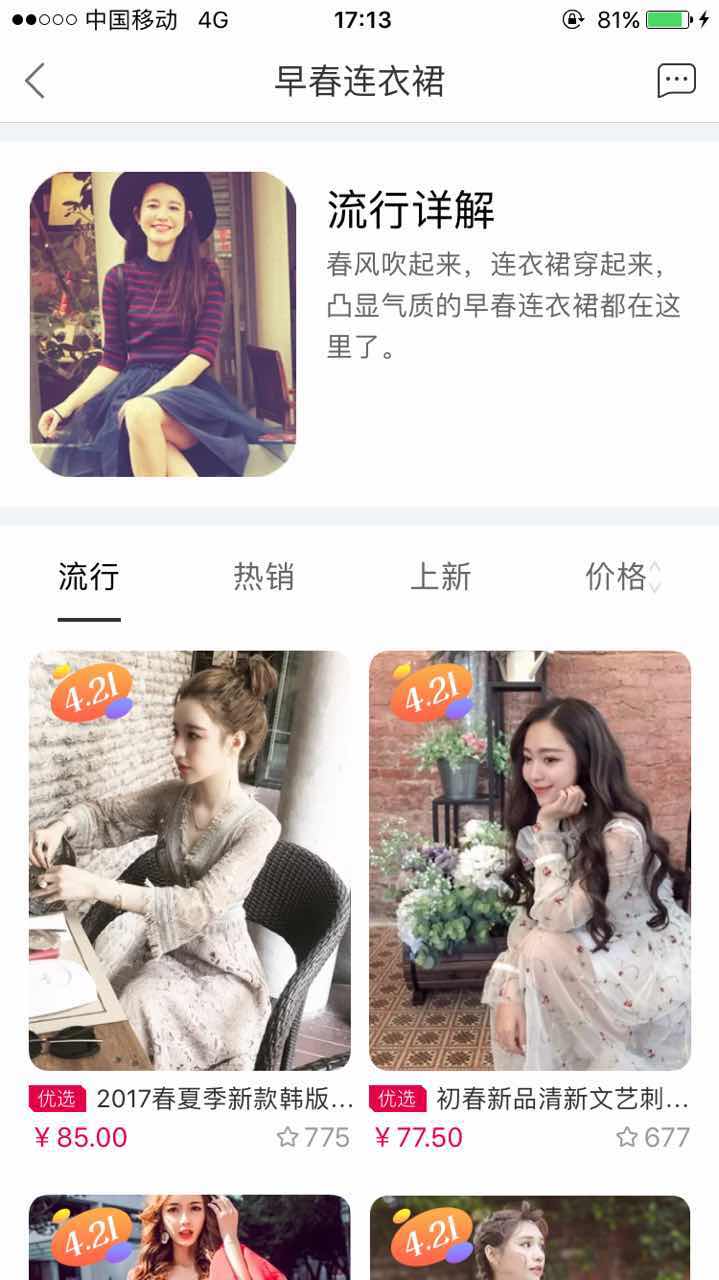 中国移动 4G 17:13 81%
早春连衣裙
流行详解
春风吹起来，连衣裙穿起来，
凸显气质的早春连衣裙都在这
里了。
流行 热销 上新 价格
4.21 4.21
优选 2017春夏季新款韩版... 优选 初春新品清新文艺刺...
¥ 85.00 775 ¥ 77.50 677
4.21 4.21